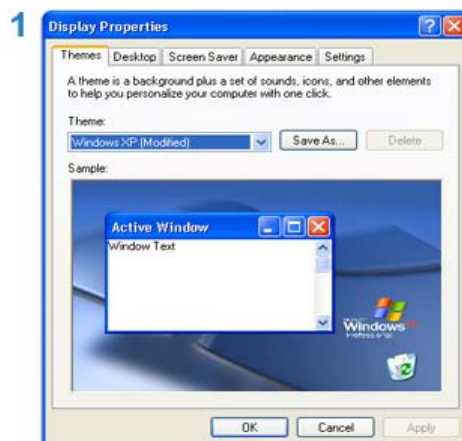 1
Display Properties
Themes Desktop Screen Saver Appearance Settings
A theme is a background plus a set of sounds, icons, and other elements
to help you personalize your computer with one click.
Theme:
Windows XP (Modified) Save As... Delete
Sample:
Active Window
Window Text
Windows
Professional
OK Cancel Apply